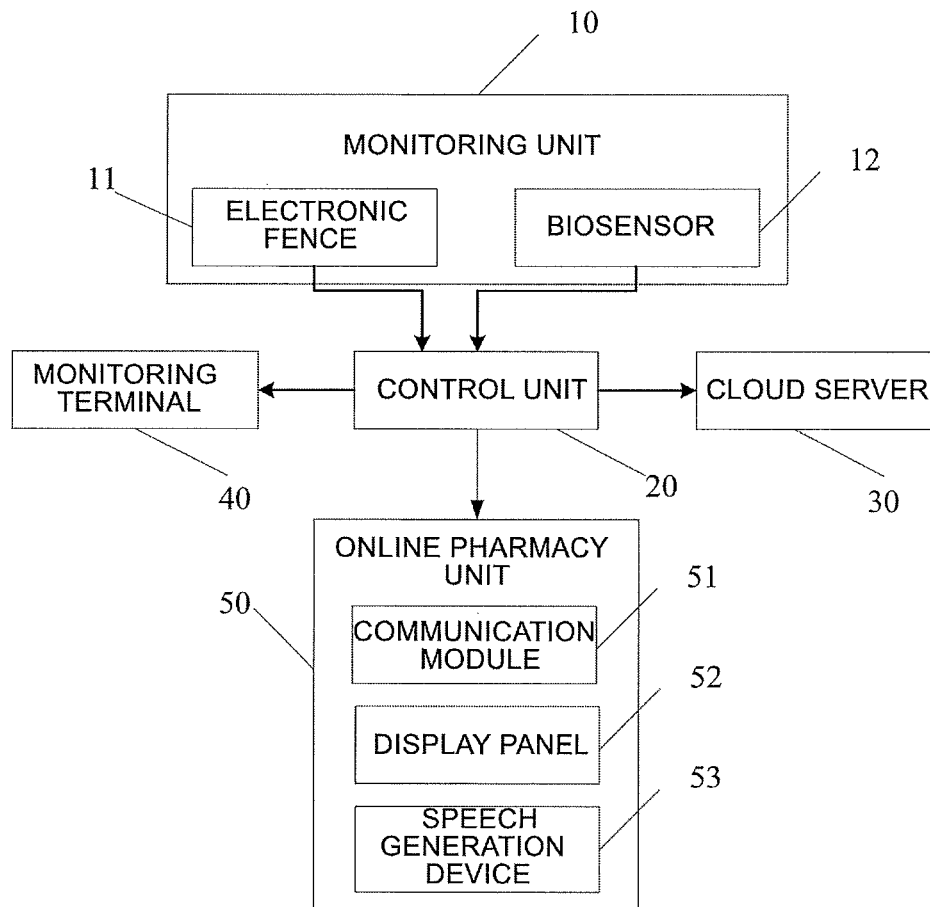 10
MONITORING UNIT
11
12
ELECTRONIC
FENCE
BIOSENSOR
MONITORING
TERMINAL
CONTROL UNIT
CLOUD SERVER
40
20
30
ONLINE PHARMACY
UNIT
50
51
COMMUNICATION
MODULE
52
DISPLAY PANEL
53
SPEECH
GENERATION
DEVICE